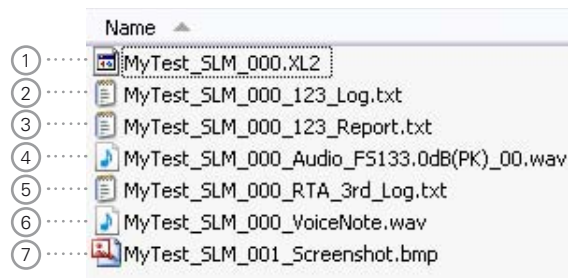 Name
1 MyTest_SLM_000.XL2
2 MyTest_SLM_000_123_Log.txt
3 MyTest_SLM_000_123_Report.txt
4 MyTest_SLM_000_Audio_FS133.0dB(PK)_00.wav
5 MyTest_SLM_000_RTA_3rd_Log.txt
6 MyTest_SLM_000_VoiceNote.wav
7 MyTest_SLM_001_Screenshot.bmp